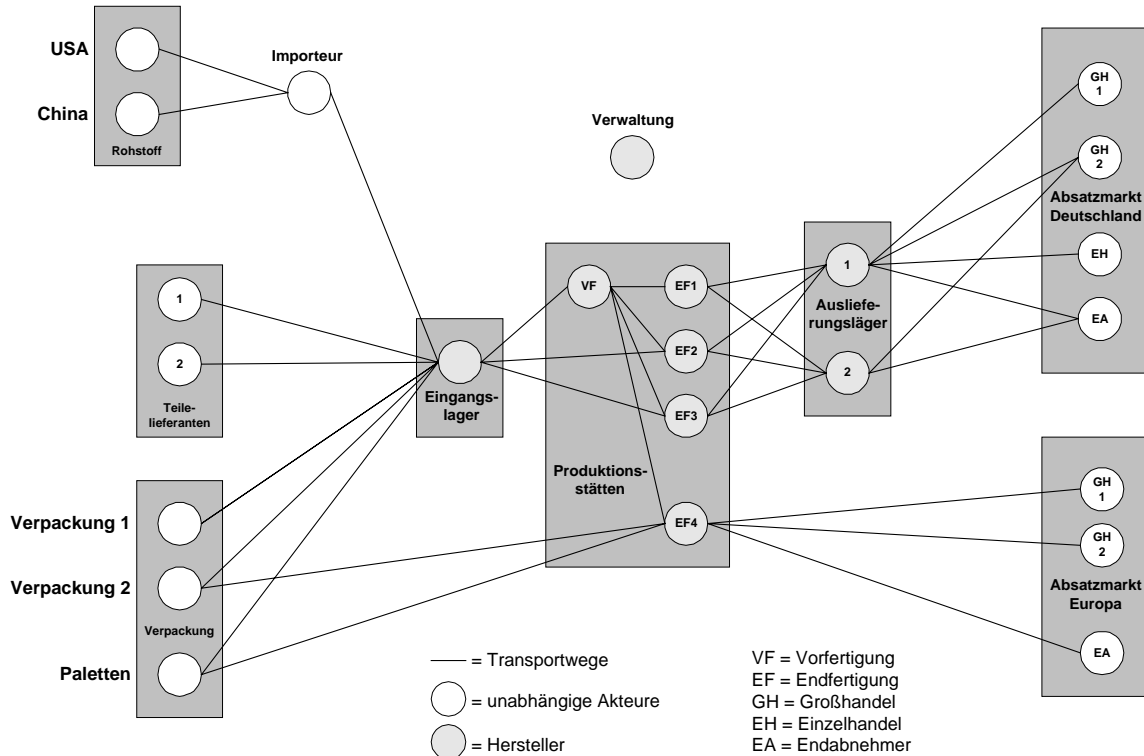 USA
China
Rohstoff
Importeur
Verwaltung
1
2
Teile-
lieferanten
Verpackung 1
Verpackung 2
Paletten
Verpackung
Eingangs-
lager
VF
EF1
EF2
EF3
EF4
Produktions-
stätten
1
Ausliefe-
rungsläger
2
GH
1
GH
2
Absatzmarkt
Deutschland
EH
EA
GH
1
GH
2
Absatzmarkt
Europa
EA
= Transportwege
= unabhängige Akteure
= Hersteller
VF = Vorfertigung
EF = Endfertigung
GH = Großhandel
EH = Einzelhandel
EA = Endabnehmer